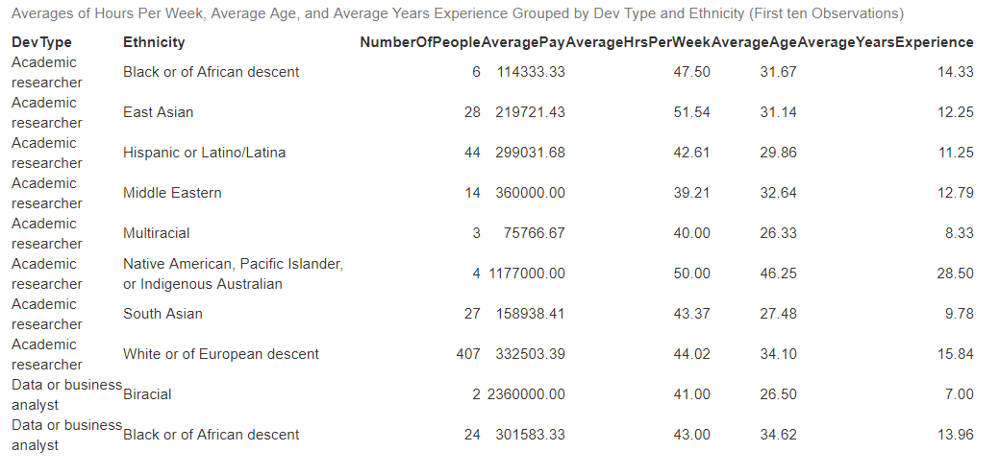 Averages of Hours Per Week, Average Age, and Average Years Experience Grouped by Dev Type and Ethnicity (First ten Observations)
DevType Ethnicity NumberOfPeople AveragePay AverageHrsPerWeek AverageAge AverageYearsExperience
Academic
researcher Black or of African descent 6 114333.33 47.50 31.67 14.33
Academic
researcher East Asian 28 219721.43 51.54 31.14 12.25
Academic
researcher Hispanic or Latino/Latina 44 299031.68 42.61 29.86 11.25
Academic
researcher Middle Eastern 14 360000.00 39.21 32.64 12.79
Academic
researcher Multiracial 3 75766.67 40.00 26.33 8.33
Academic Native American, Pacific Islander,
researcher or Indigenous Australian 4 1177000.00 50.00 46.25 28.50
Academic
researcher South Asian 27 158938.41 43.37 27.48 9.78
Academic
researcher White or of European descent 407 332503.39 44.02 34.10 15.84
Data or business
analyst Biracial 2 2360000.00 41.00 26.50 7.00
Data or business
analyst Black or of African descent 24 301583.33 43.00 34.62 13.96